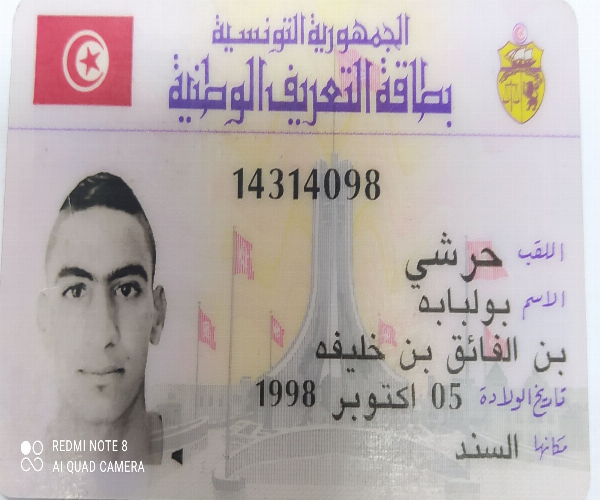 الجمهورية التونسية
بطاقة التعريف الوطنية
14314098
اللقب حرشي
الاسم بولبابه
بن الفائق بن خليفه
تاريخ الولادة 05 اكتوبر 1998
مكانها السند
REDMI NOTE 8
AI QUAD CAMERA